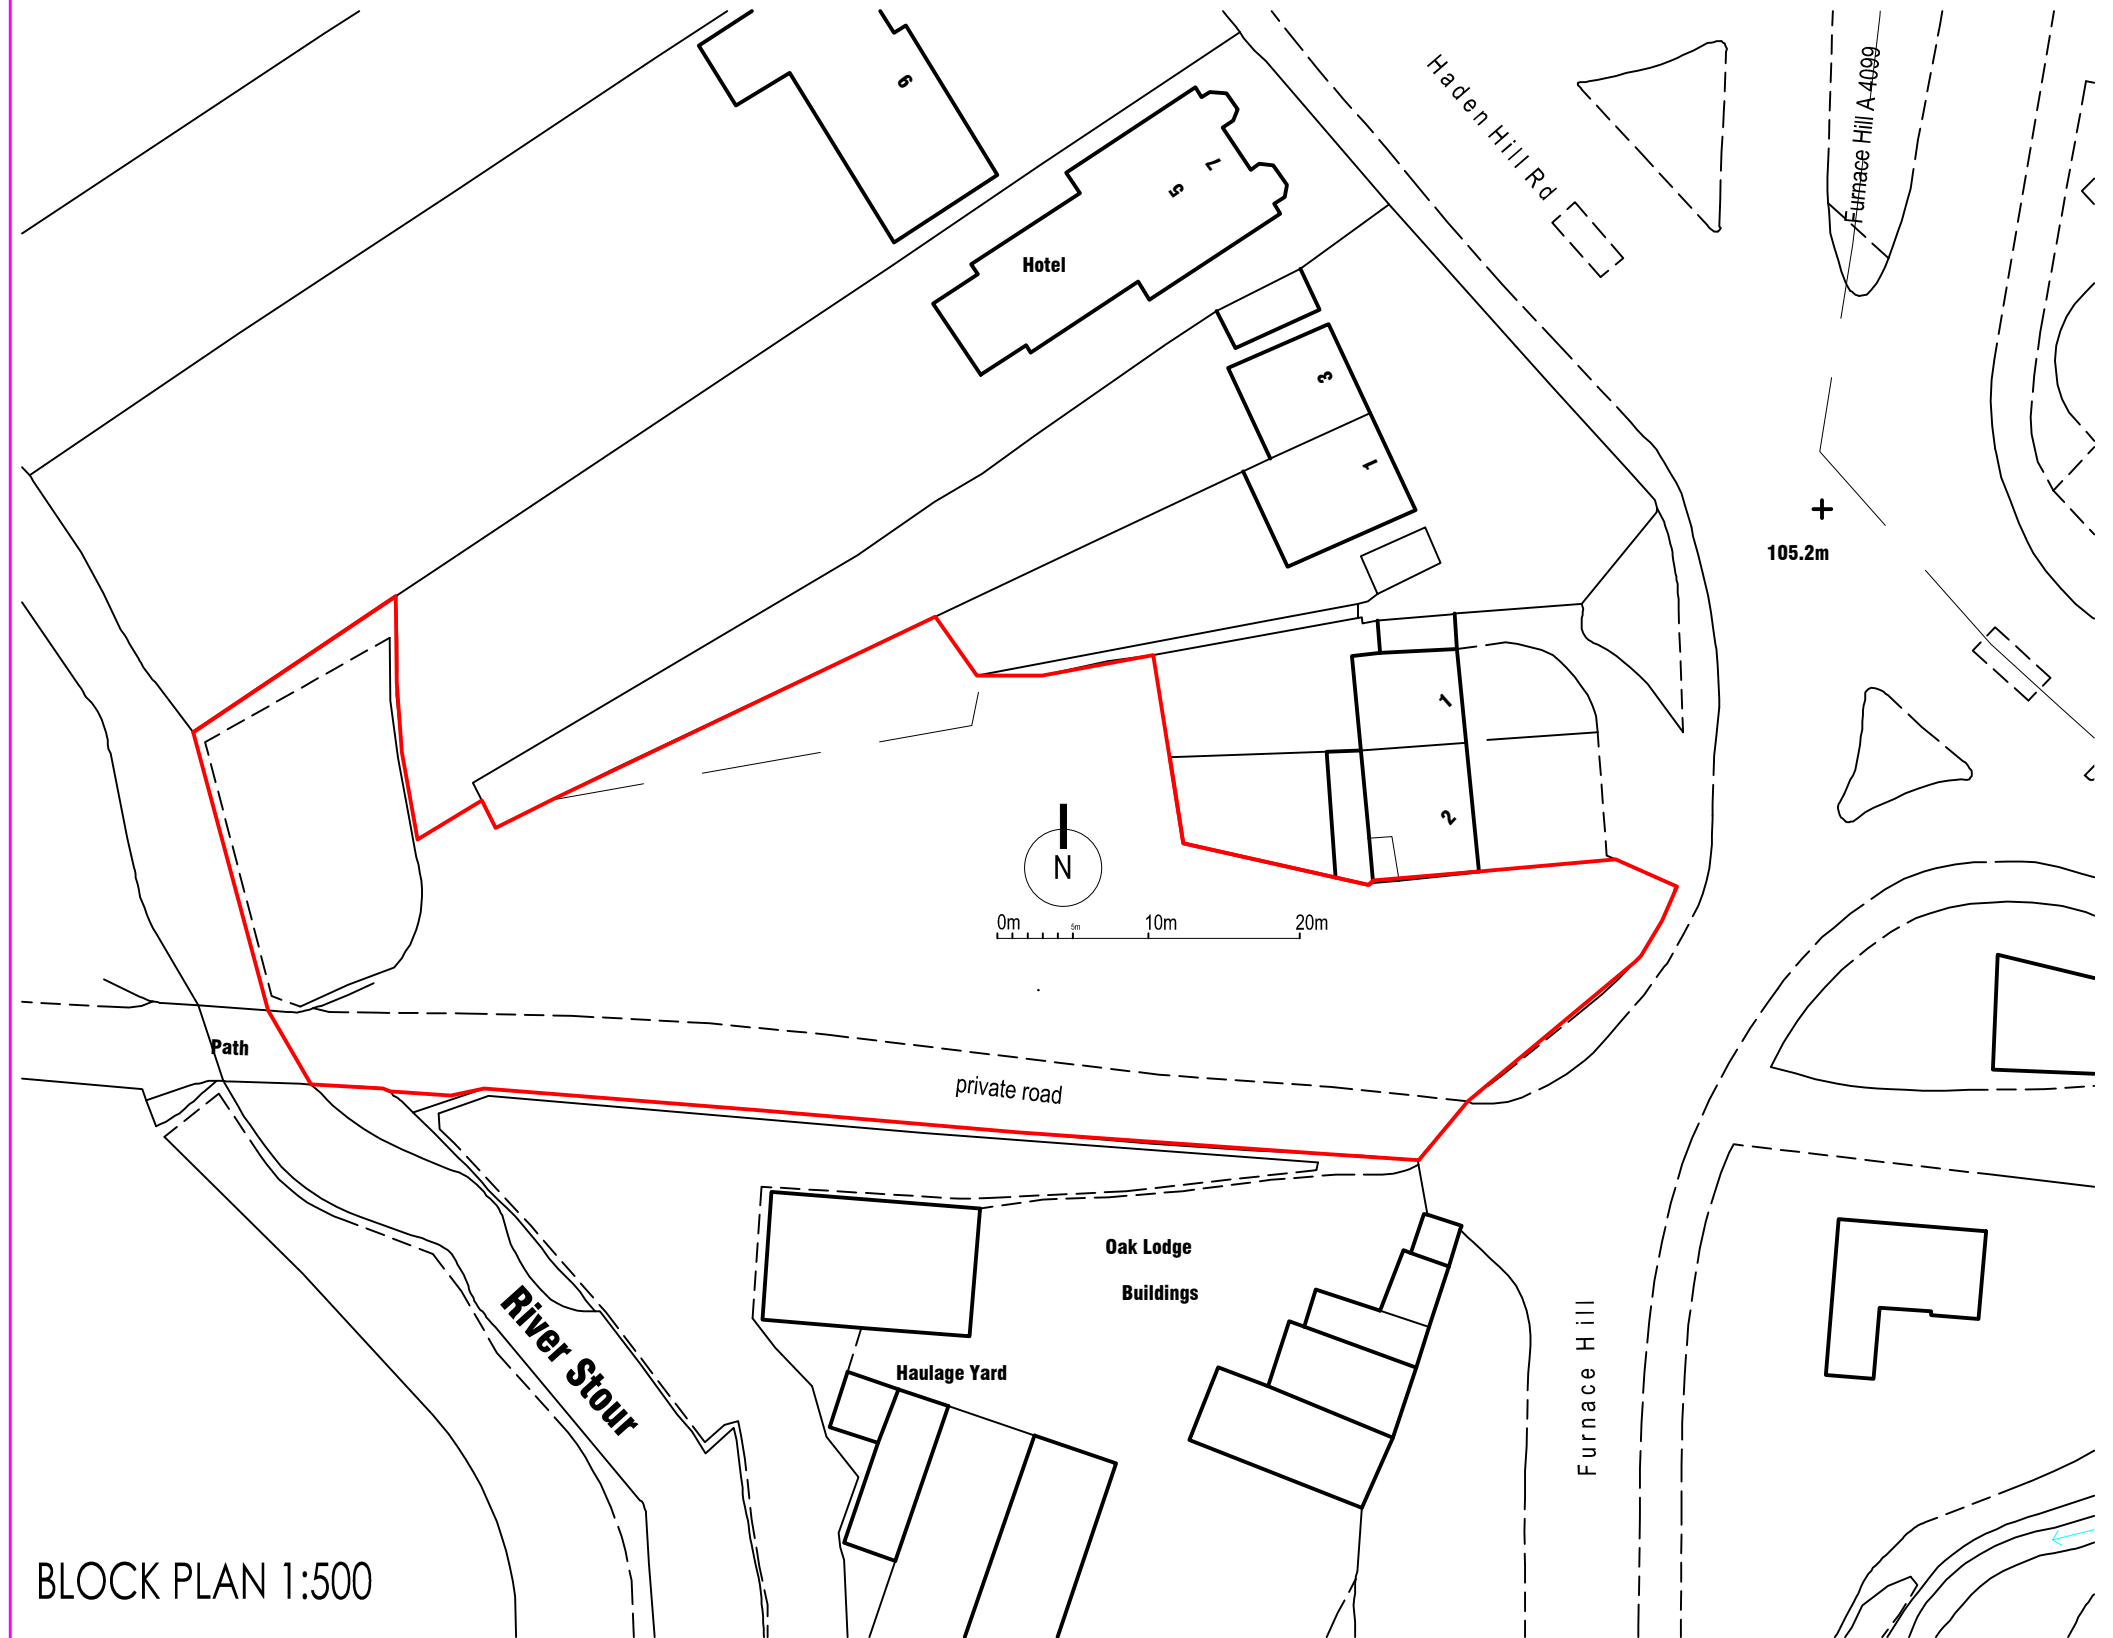 9
Haden Hill Rd
Furnace Hill A 4099
7
5
Hotel
3
1
105.2m
1
2
N
0m
5m
10m
20m
Path
private road
Oak Lodge
Buildings
River Stour
Haulage Yard
Furnace Hill
BLOCK PLAN 1:500